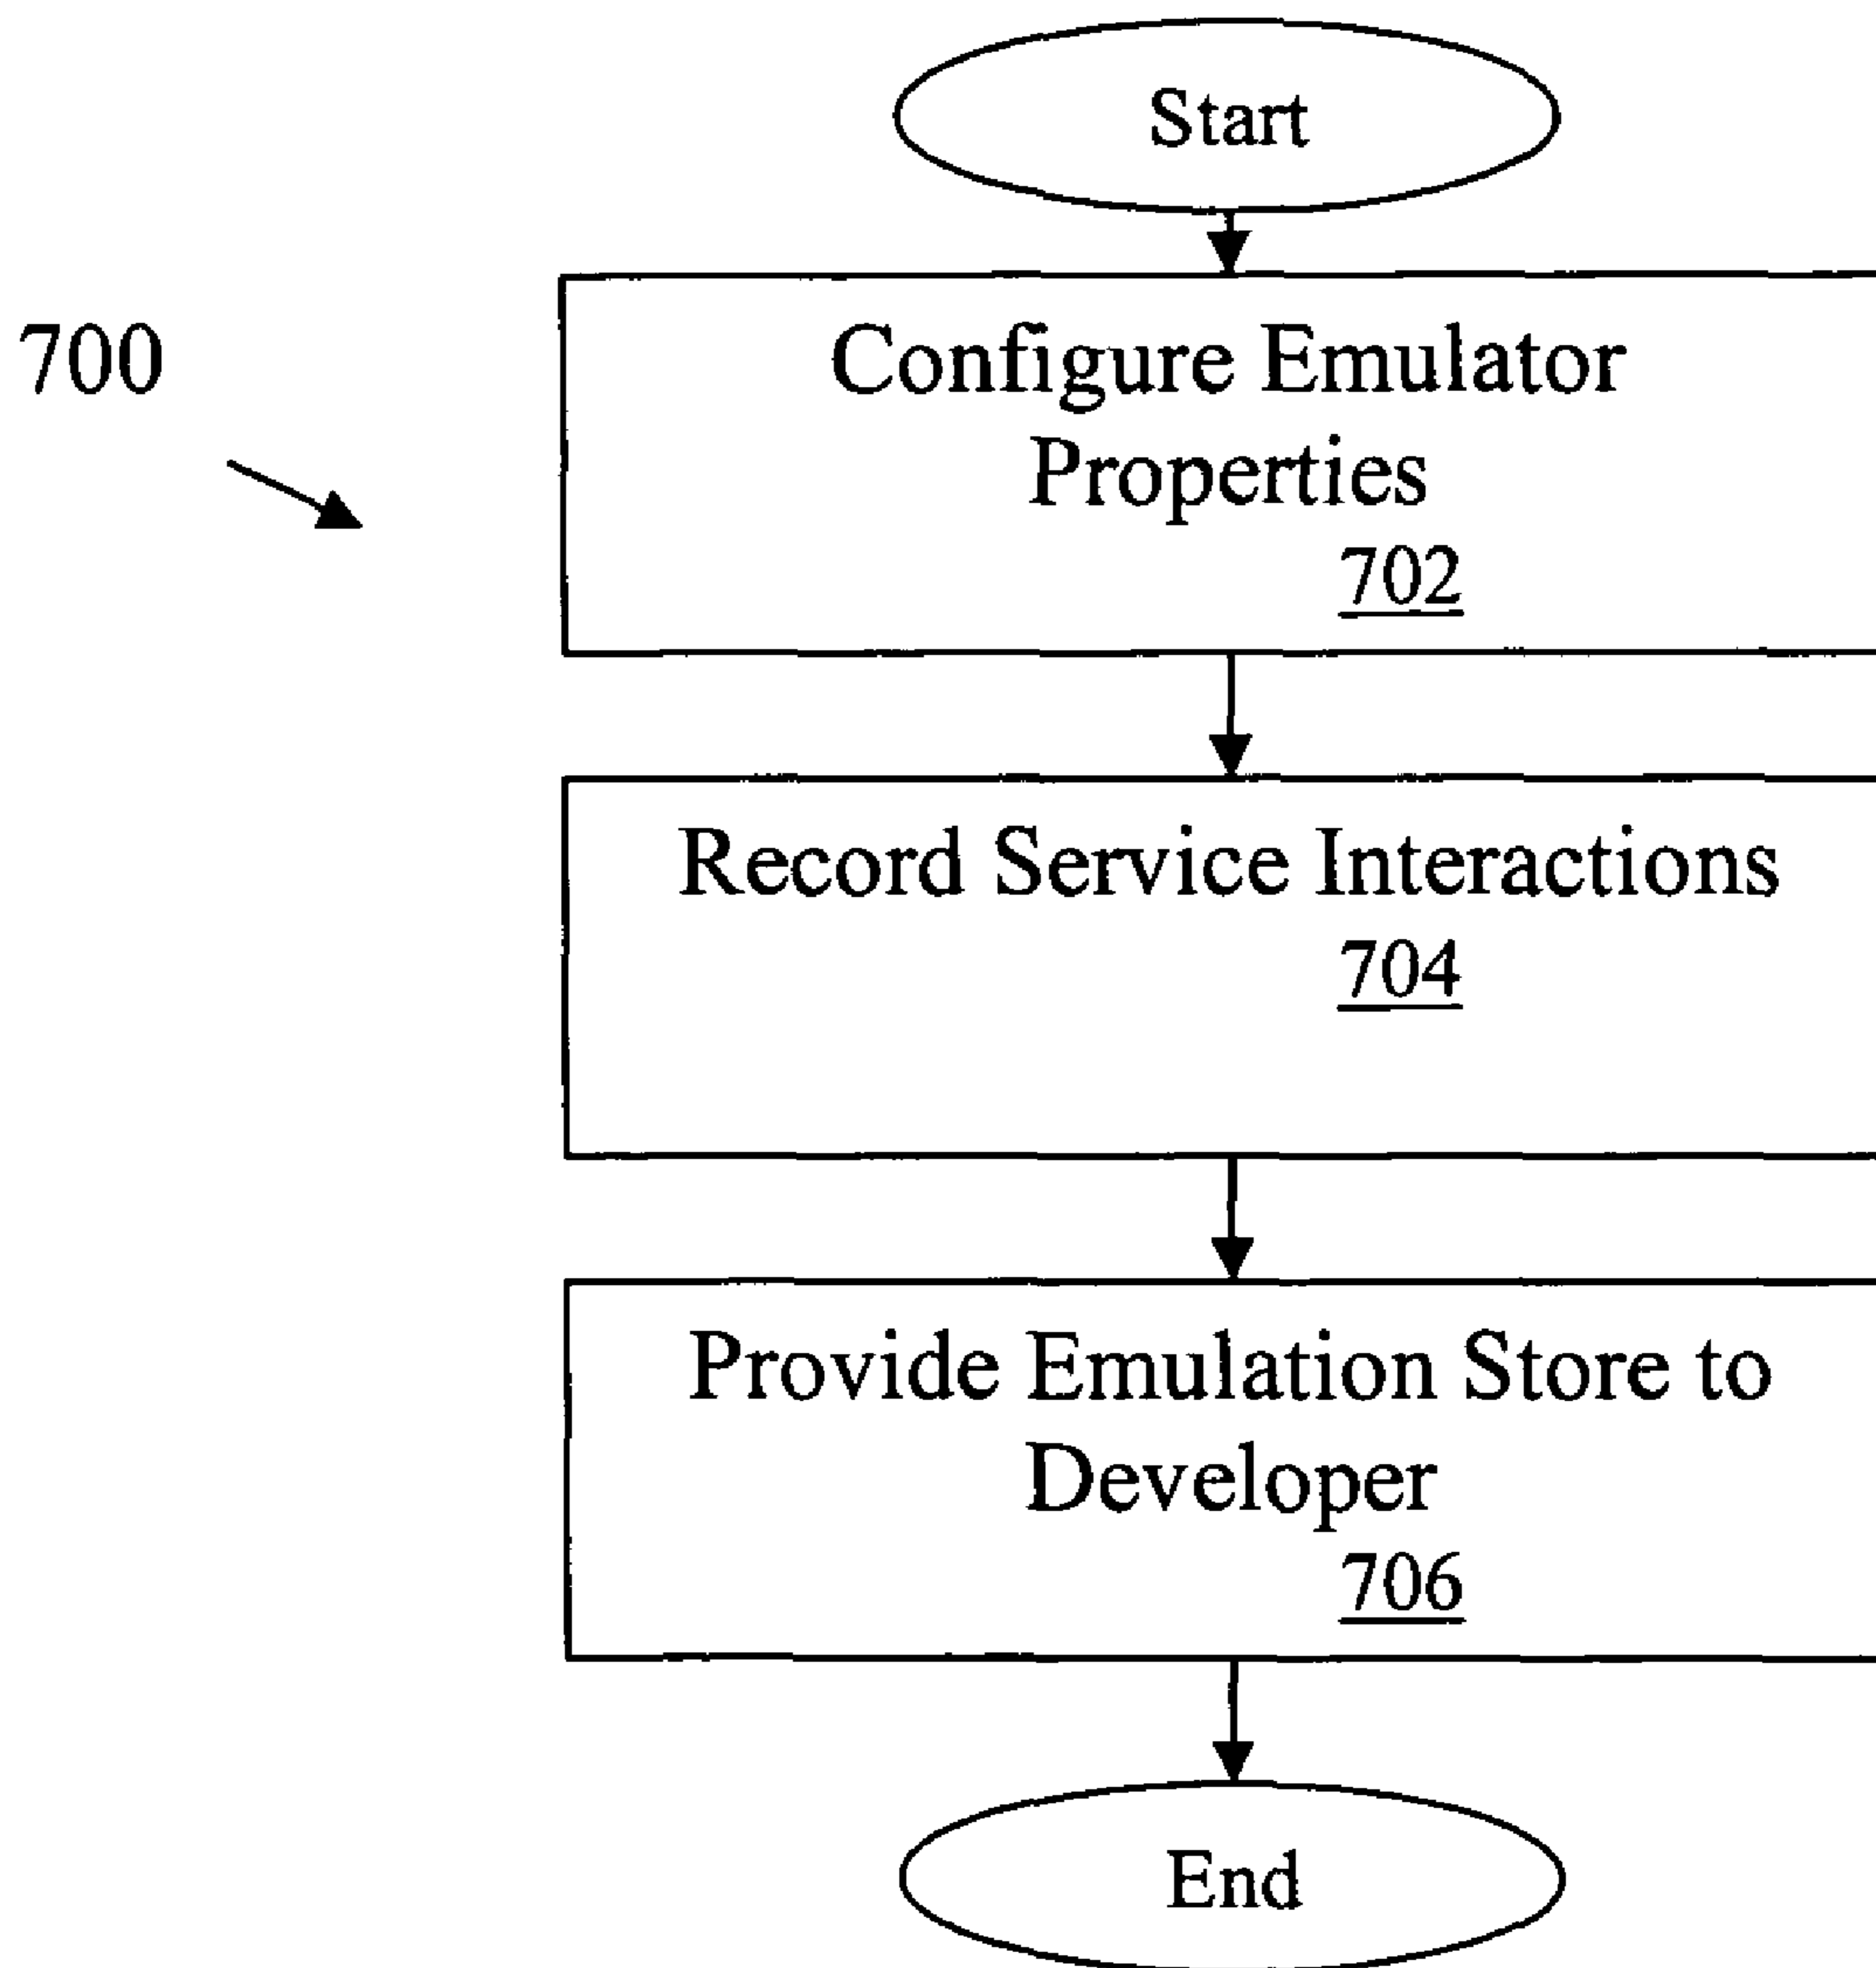 Start
700
Configure Emulator
Properties
702
Record Service Interactions
704
Provide Emulation Store to
Developer
706
End